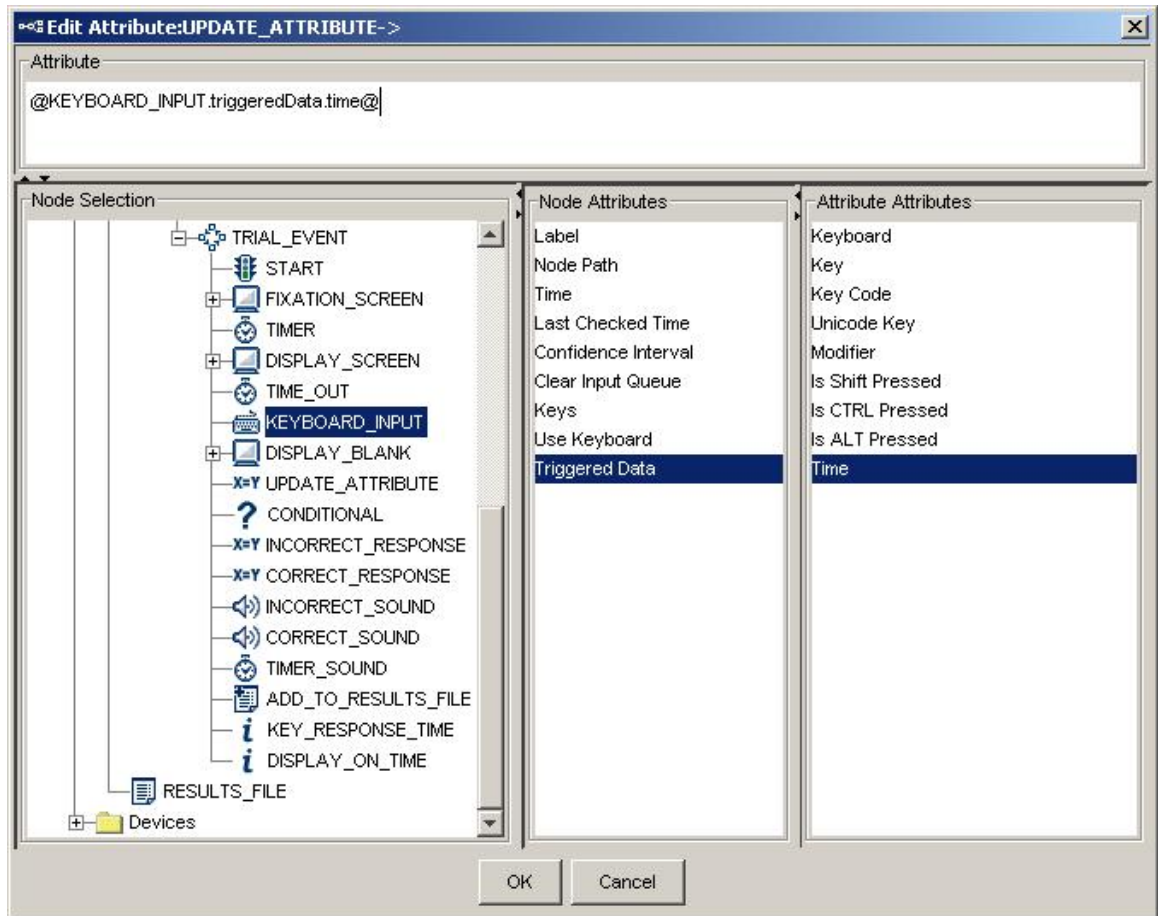 Edit Attribute:UPDATE_ATTRIBUTE->
Attribute
@KEYBOARD_INPUT.triggeredData.time@
Node Selection
TRIAL_EVENT
START
FIXATION_SCREEN
TIMER
DISPLAY_SCREEN
TIME_OUT
KEYBOARD_INPUT
DISPLAY_BLANK
X=Y UPDATE_ATTRIBUTE
? CONDITIONAL
X=Y INCORRECT_RESPONSE
X=Y CORRECT_RESPONSE
INCORRECT_SOUND
CORRECT_SOUND
TIMER_SOUND
ADD_TO_RESULTS_FILE
i KEY_RESPONSE_TIME
i DISPLAY_ON_TIME
RESULTS_FILE
Devices
Node Attributes
Label
Node Path
Time
Last Checked Time
Confidence Interval
Clear Input Queue
Keys
Use Keyboard
Triggered Data
Attribute Attributes
Keyboard
Key
Key Code
Unicode Key
Modifier
Is Shift Pressed
Is CTRL Pressed
Is ALT Pressed
Time
OK
Cancel